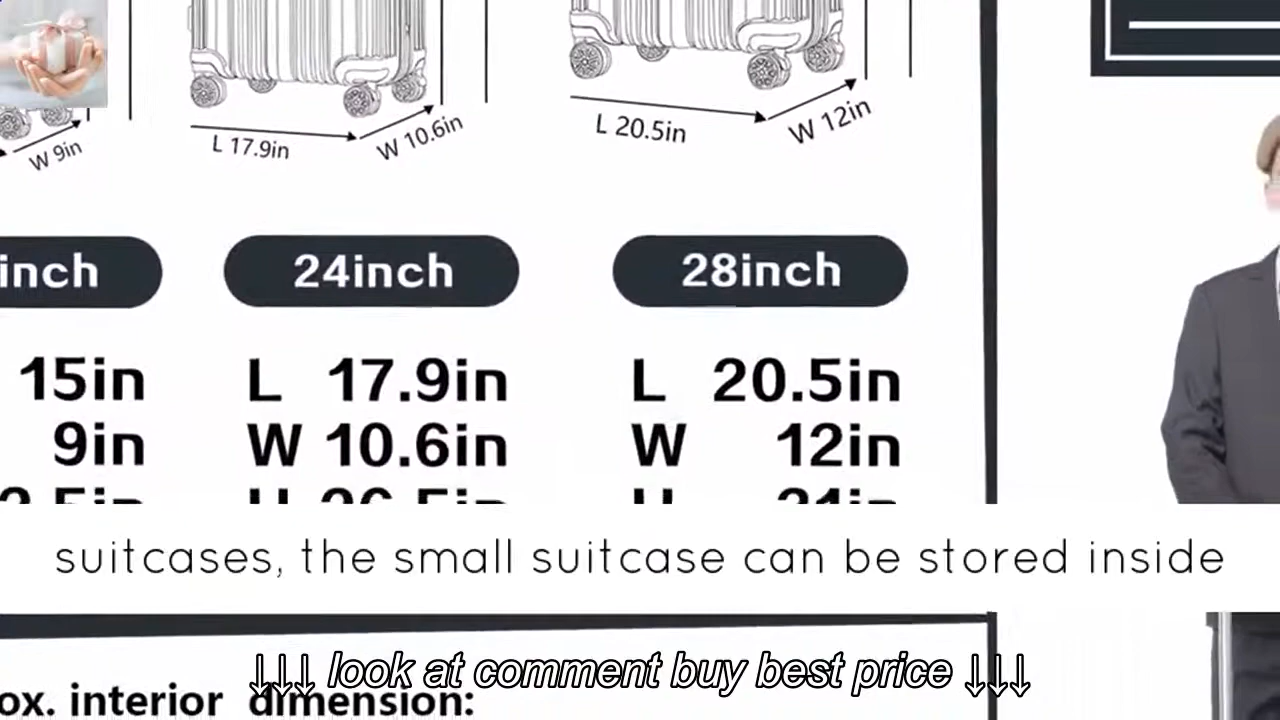 W 9in
L 17.9in
W 10.6in
L 20.5in
W 12in
inch
24inch
28inch
15in
L 17.9in
L 20.5in
9in
W 10.6in
W 12in
suitcases, the small suitcase can be stored inside
↓↓↓ look at comment buy best price ↓↓↓
interior dimension: